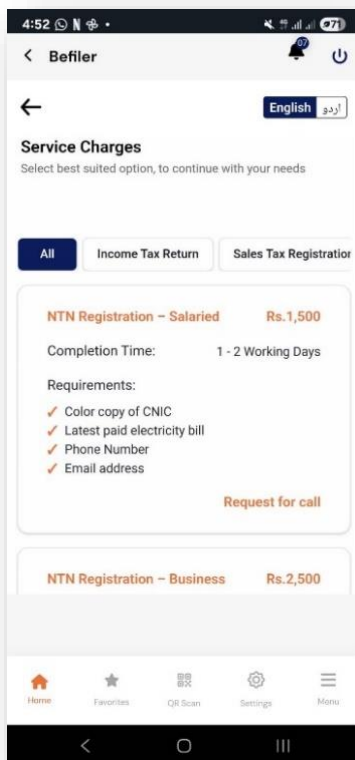 4:52
71
Befiler
07
English اردو
Service Charges
Select best suited option, to continue with your needs
All Income Tax Return Sales Tax Registration
NTN Registration – Salaried Rs.1,500
Completion Time: 1 - 2 Working Days
Requirements:
✓ Color copy of CNIC
✓ Latest paid electricity bill
✓ Phone Number
✓ Email address
Request for call
NTN Registration – Business Rs.2,500
Home Favorites QR Scan Settings Menu